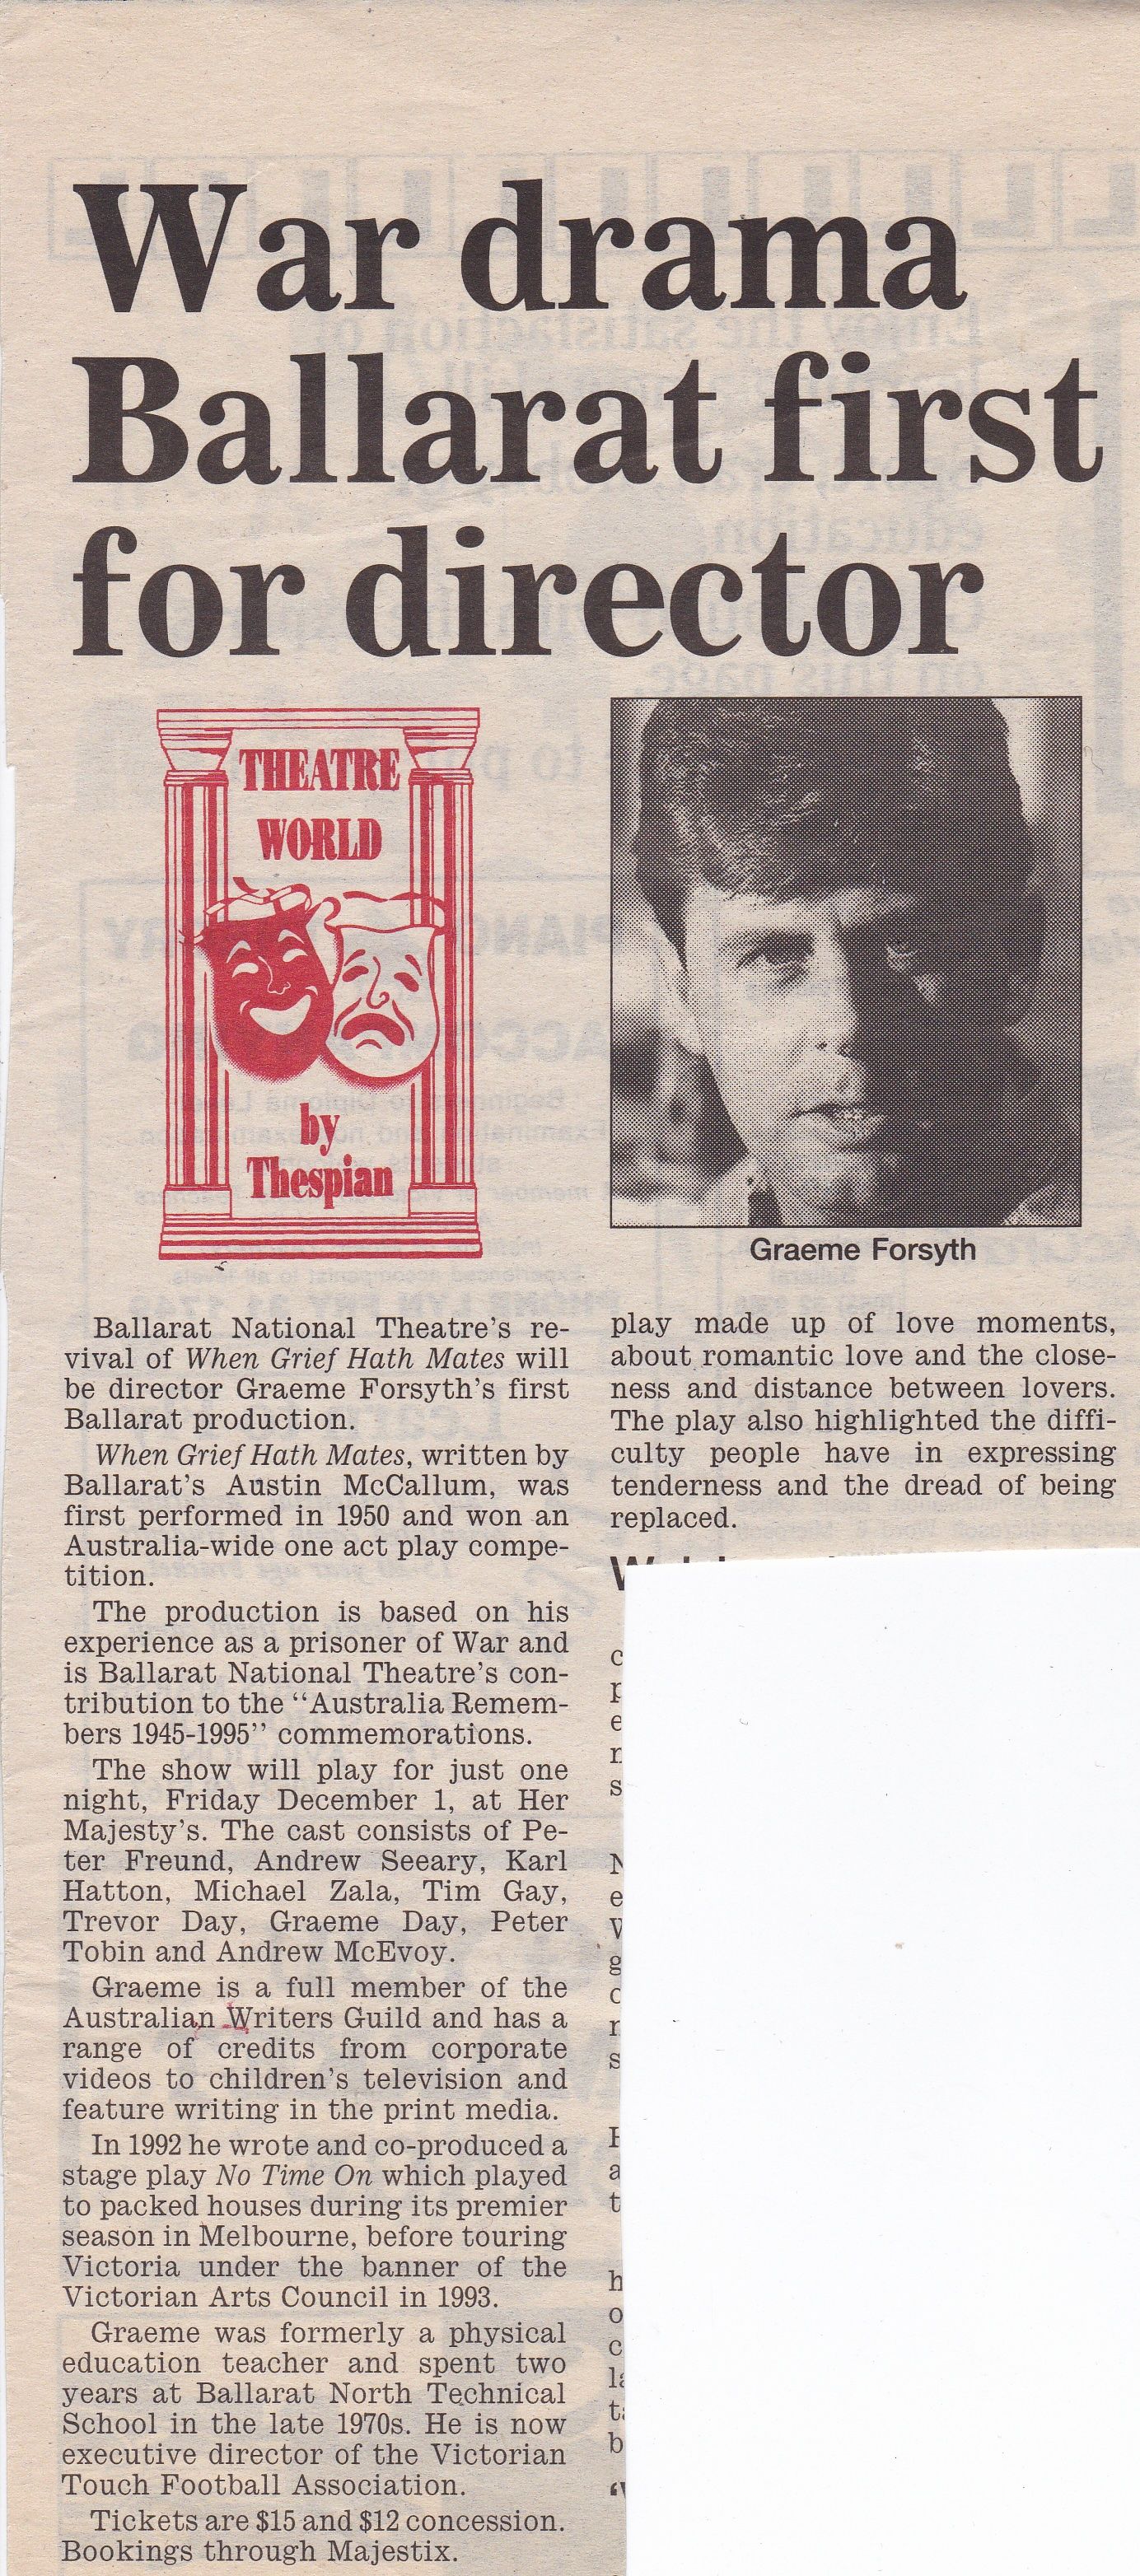 War drama
Ballarat first
for director
THEATRE
WORLD
by
Thespian
Graeme Forsyth
Ballarat National Theatre's re-
vival of When Grief Hath Mates will
be director Graeme Forsyth's first
Ballarat production.
When Grief Hath Mates, written by
Ballarat's Austin McCallum, was
first performed in 1950 and won an
Australia-wide one act play compe-
tition.
The production is based on his
experience as a prisoner of War and
is Ballarat National Theatre's con-
tribution to the “Australia Remem-
bers 1945-1995” commemorations.
The show will play for just one
night, Friday December 1, at Her
Majesty's. The cast consists of Pe-
ter Freund, Andrew Seeary, Karl
Hatton, Michael Zala, Tim Gay,
Trevor Day, Graeme Day, Peter
Tobin and Andrew McEvoy.
Graeme is a full member of the
Australian Writers Guild and has a
range of credits from corporate
videos to children's television and
feature writing in the print media.
In 1992 he wrote and co-produced a
stage play No Time On which played
to packed houses during its premier
season in Melbourne, before touring
Victoria under the banner of the
Victorian Arts Council in 1993.
Graeme was formerly a physical
education teacher and spent two
years at Ballarat North Technical
School in the late 1970s. He is now
executive director of the Victorian
Touch Football Association.
Tickets are $15 and $12 concession.
Bookings through Majestix.
play made up of love moments,
about romantic love and the close-
ness and distance between lovers.
The play also highlighted the diffi-
culty people have in expressing
tenderness and the dread of being
replaced.